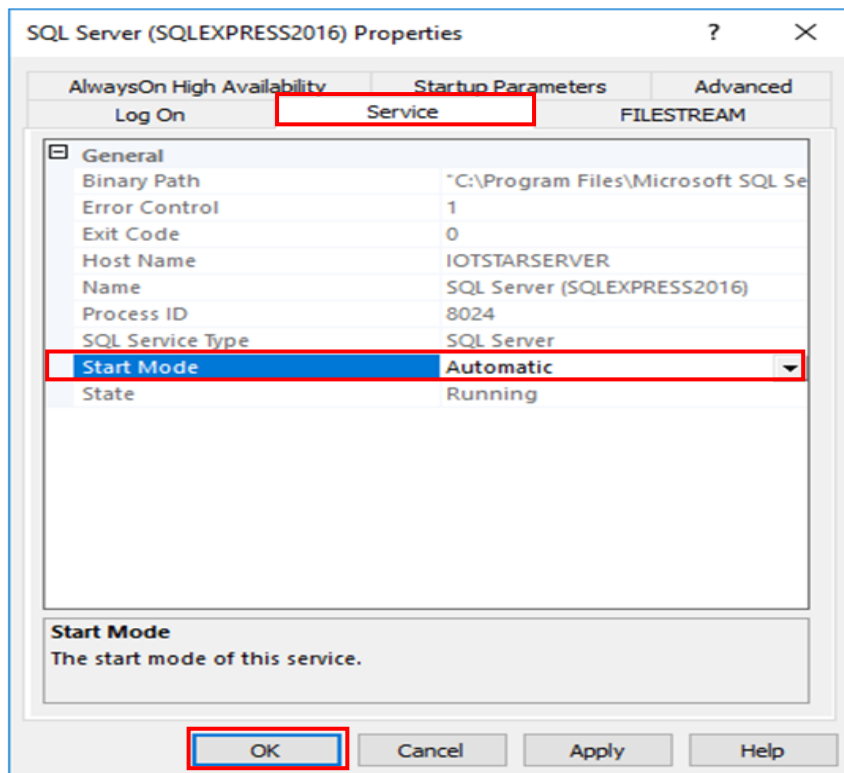 SQL Server (SQLEXPRESS2016) Properties ?
AlwaysOn High Availability Startup Parameters Advanced
Log On Service FILESTREAM
General
Binary Path "C:\Program Files\Microsoft SQL Se
Error Control 1
Exit Code 0
Host Name IOTSTARSERVER
Name SQL Server (SQLEXPRESS2016)
Process ID 8024
SQL Service Type SQL Server
Start Mode Automatic
State Running
Start Mode
The start mode of this service.
OK Cancel Apply Help